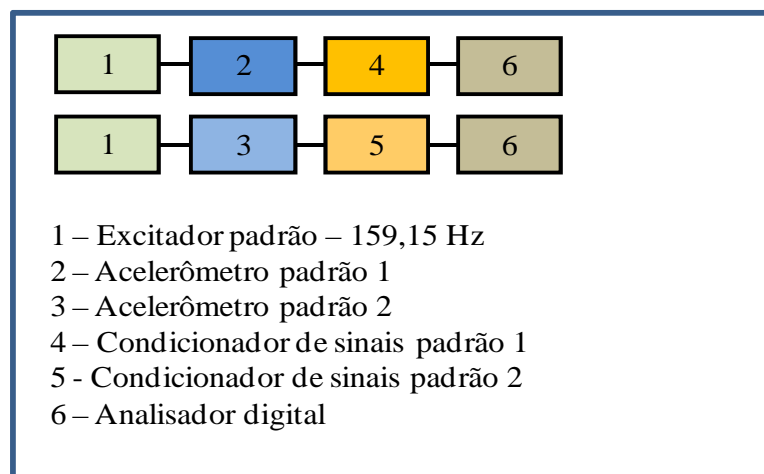 1 2 4 6
1 3 5 6
1 – Excitador padrão – 159,15 Hz
2 – Acelerômetro padrão 1
3 – Acelerômetro padrão 2
4 – Condicionador de sinais padrão 1
5 - Condicionador de sinais padrão 2
6 – Analisador digital